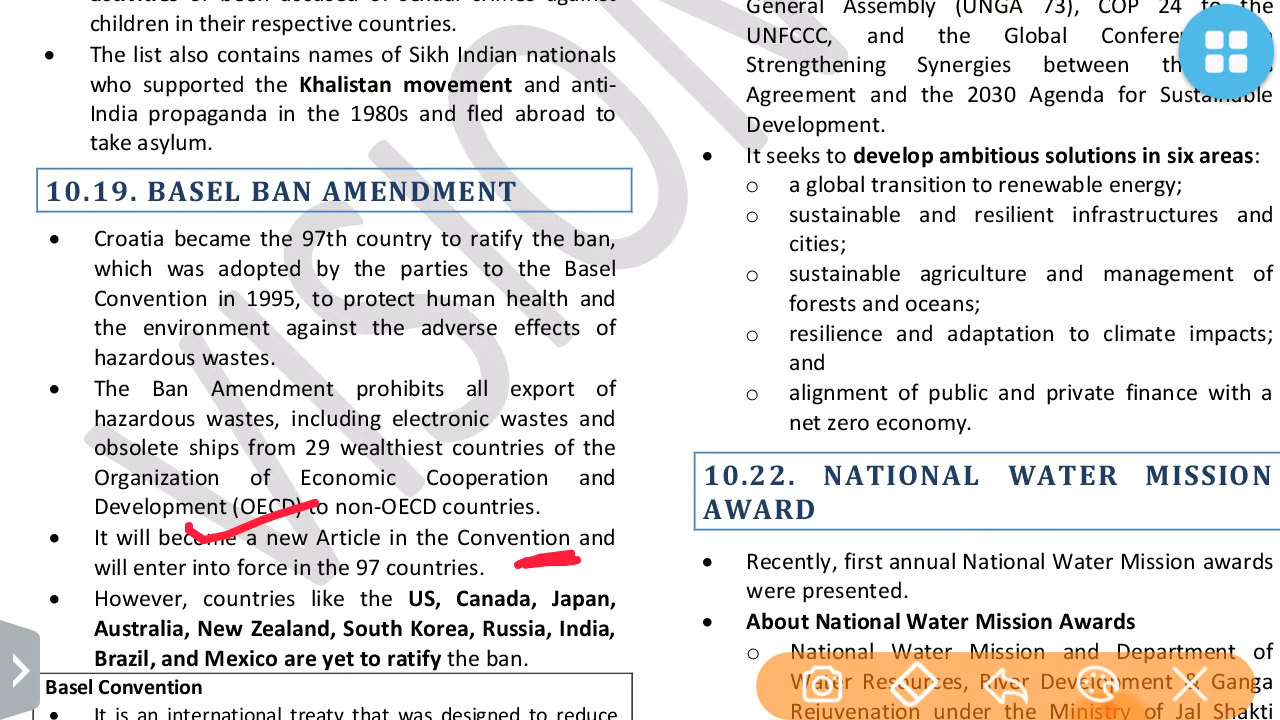 children in their respective countries.
• The list also contains names of Sikh Indian nationals
who supported the Khalistan movement and anti-
India propaganda in the 1980s and fled abroad to
take asylum.
10.19. BASEL BAN AMENDMENT
• Croatia became the 97th country to ratify the ban,
which was adopted by the parties to the Basel
Convention in 1995, to protect human health and
the environment against the adverse effects of
hazardous wastes.
• The Ban Amendment prohibits all export of
hazardous wastes, including electronic wastes and
obsolete ships from 29 wealthiest countries of the
Organization of Economic Cooperation and
Development (OECD) to non-OECD countries.
• It will become a new Article in the Convention and
will enter into force in the 97 countries.
• However, countries like the US, Canada, Japan,
Australia, New Zealand, South Korea, Russia, India,
Brazil, and Mexico are yet to ratify the ban.
Basel Convention
• It is an international treaty that was designed to reduce
General Assembly (UNGA 73), COP 24 to the
UNFCCC, and the Global
Strengthening Synergies between
Agreement and the 2030 Agenda for Sustainable
Development.
• It seeks to develop ambitious solutions in six areas:
o a global transition to renewable energy;
o sustainable and resilient infrastructures and
cities;
o sustainable agriculture and management of
forests and oceans;
o resilience and adaptation to climate impacts;
and
o alignment of public and private finance with a
net zero economy.
10.22. NATIONAL WATER MISSION
AWARD
• Recently, first annual National Water Mission awards
were presented.
• About National Water Mission Awards
o National Water Mission and Department of
Water Resources, River Development & Ganga
Rejuvenation under the Ministry of Jal Shakti
VISION